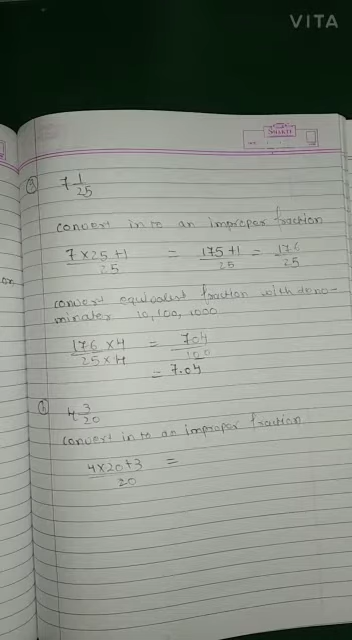 VITA
SHAKTI
a 7 1/25
convert in to an improper fraction
7×25+1/25 = 175+1/25 = 176/25
convert equivalent fraction with deno-
minater 10,100,1000
176×4/25×4 = 704/100
= 7.04
b 4 3/20
convert in to an improper fraction
4×20+3/20 =